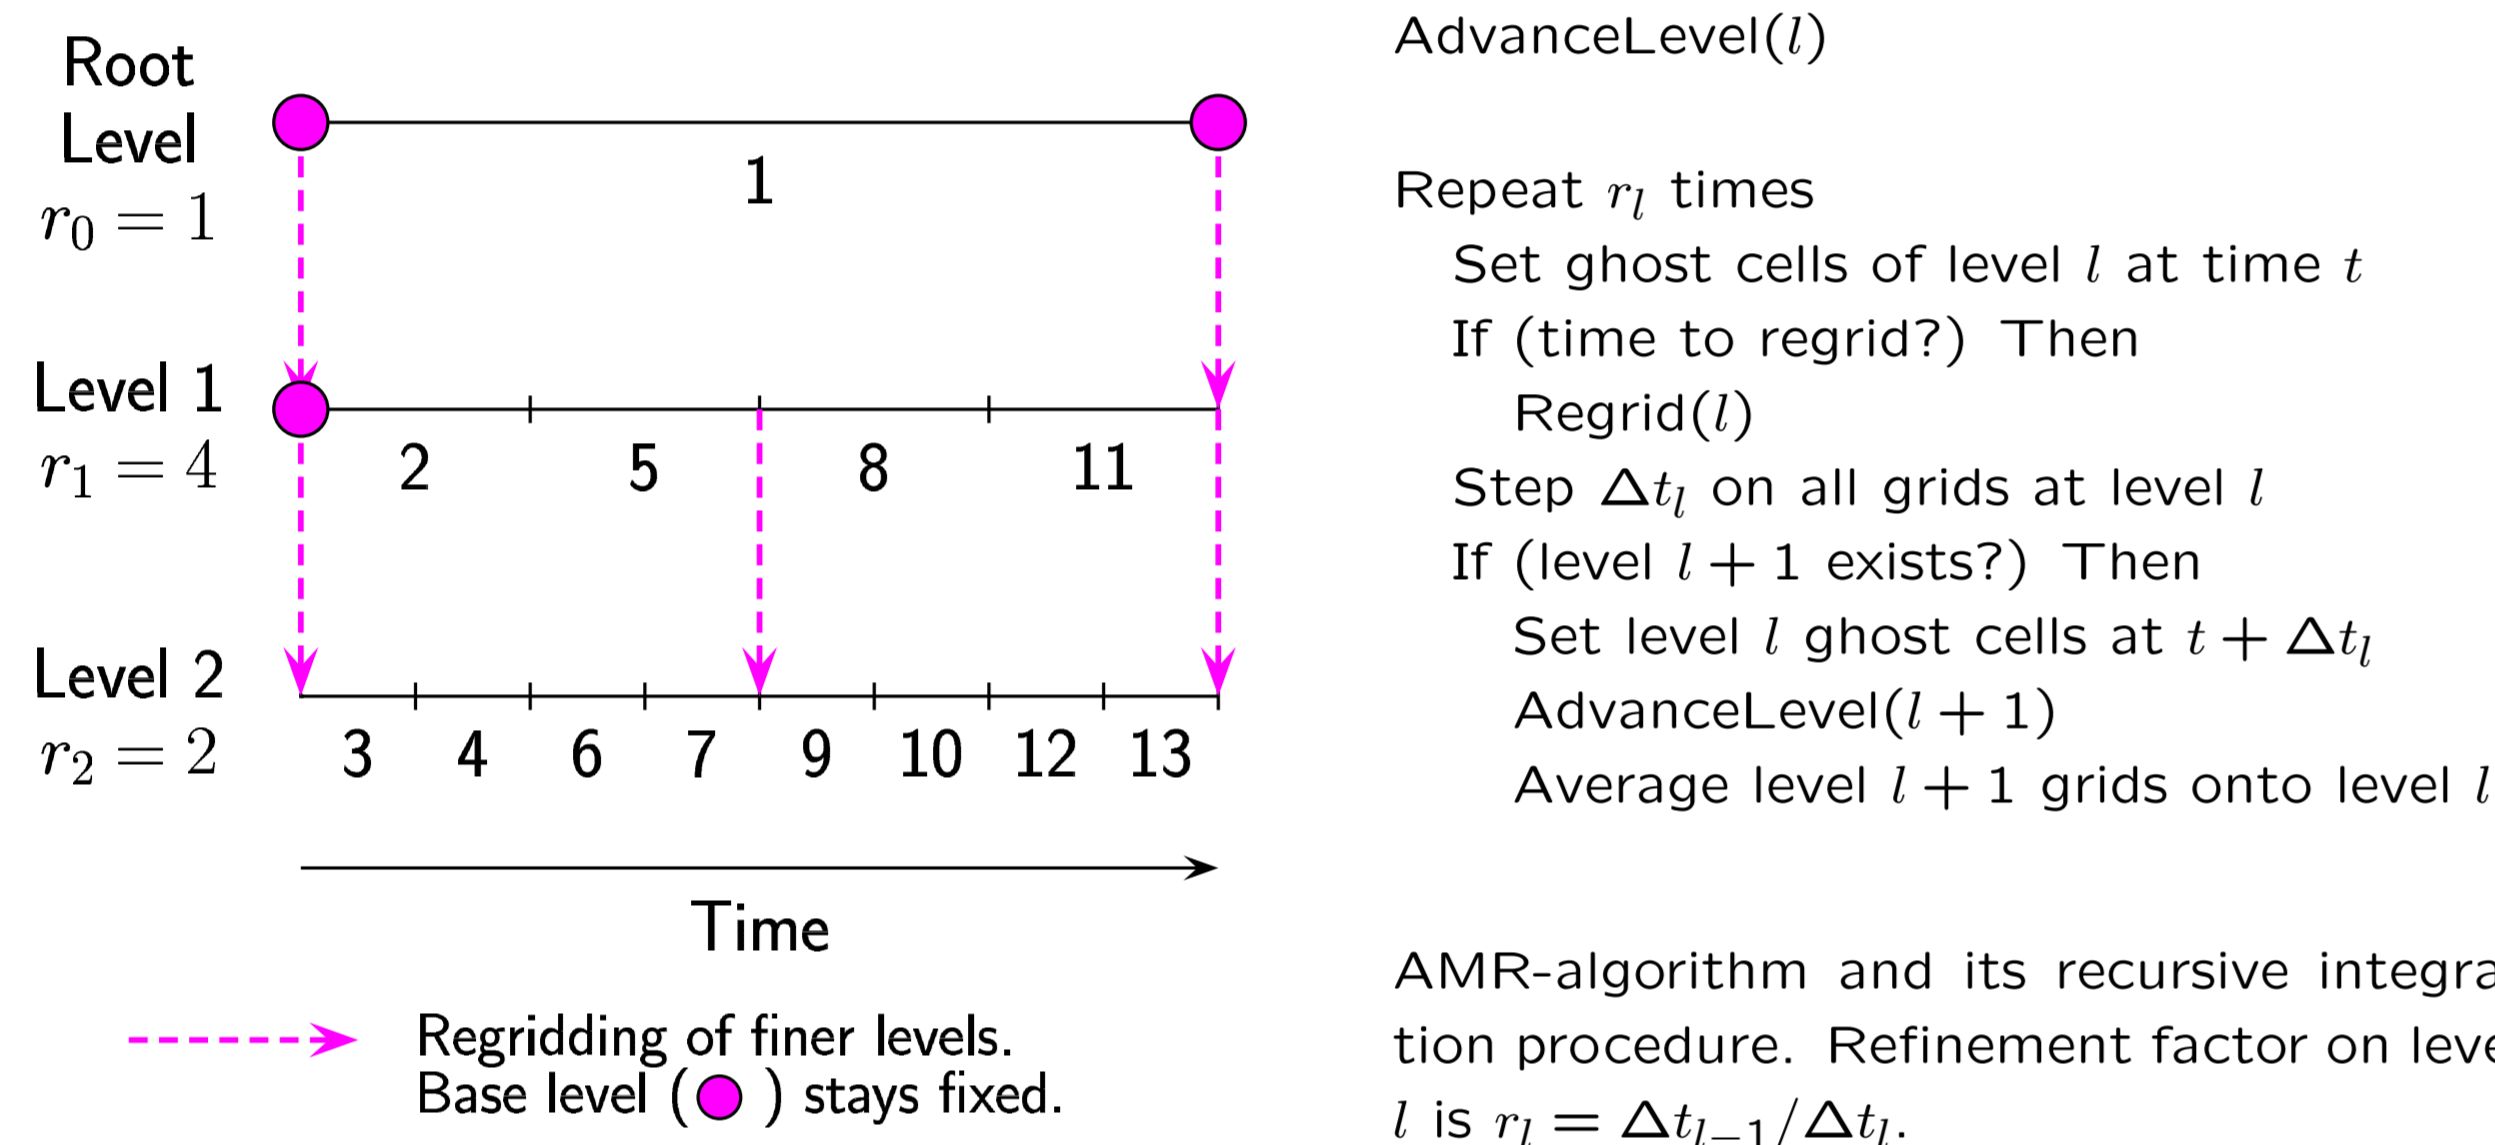 Root
Level
r₀ = 1
1
Level 1
r₁ = 4
2 5 8 11
Level 2
r₂ = 2
3 4 6 7 9 10 12 13
Time
Regridding of finer levels.
Base level ( ) stays fixed.
AdvanceLevel(l)
Repeat rₗ times
Set ghost cells of level l at time t
If (time to regrid?) Then
Regrid(l)
Step Δtₗ on all grids at level l
If (level l + 1 exists?) Then
Set level l ghost cells at t + Δtₗ
AdvanceLevel(l + 1)
Average level l + 1 grids onto level l
AMR-algorithm and its recursive integra
tion procedure. Refinement factor on leve
l is rₗ = Δtₗ₋₁/Δtₗ.